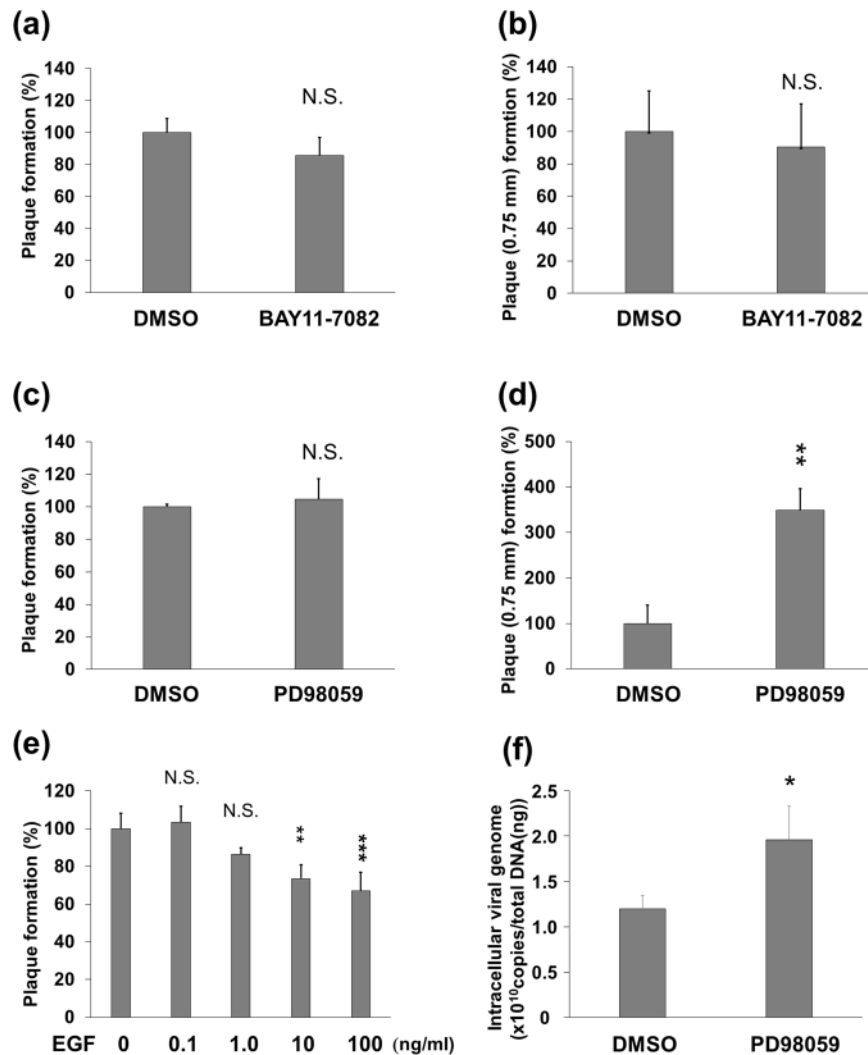 (a)
Plaque formation (%)
140
120
100
80
60
40
20
0
N.S.
DMSO BAY11-7082
(b)
Plaque (0.75 mm) formtion (%)
140
120
100
80
60
40
20
0
N.S.
DMSO BAY11-7082
(c)
Plaque formation (%)
140
120
100
80
60
40
20
0
N.S.
DMSO PD98059
(d)
Plaque (0.75 mm) formtion (%)
500
400
300
200
100
0
**
DMSO PD98059
(e)
Plaque formation (%)
120
100
80
60
40
20
0
N.S.
N.S.
**
***
EGF 0 0.1 1.0 10 100 (ng/ml)
(f)
Intracellular viral genome
(x10¹⁰copies/total DNA(ng))
2.5
2.0
1.5
1.0
0.5
0.0
*
DMSO PD98059